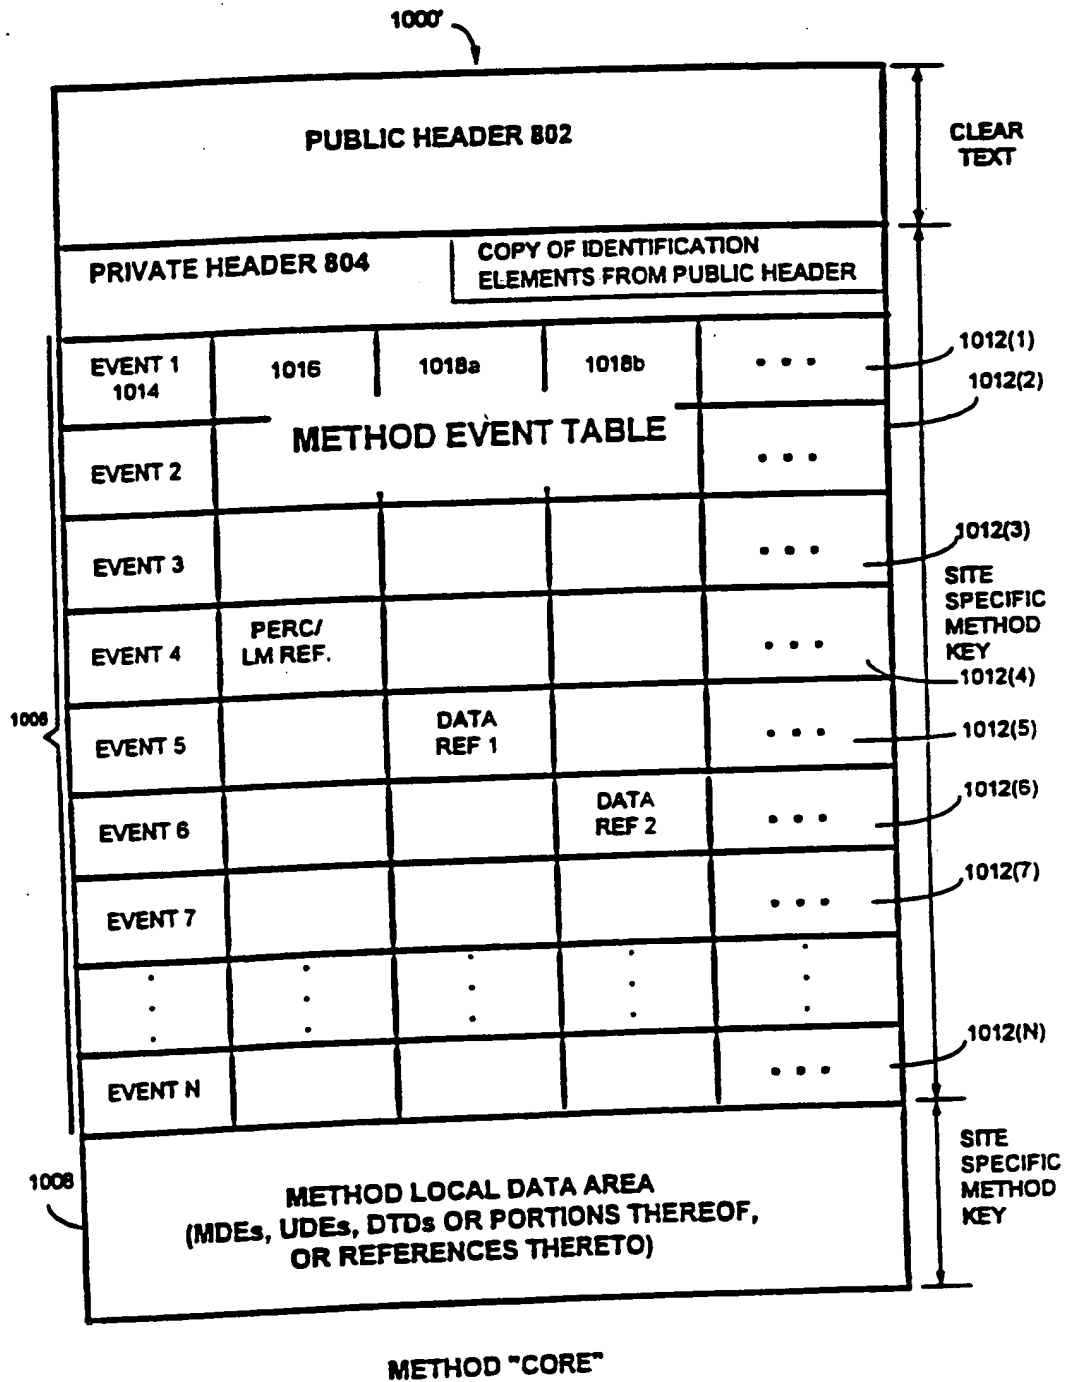 1000'
PUBLIC HEADER 802
CLEAR
TEXT
PRIVATE HEADER 804
COPY OF IDENTIFICATION
ELEMENTS FROM PUBLIC HEADER
EVENT 1
1014
1016
1018a
1018b
• • •
1012(1)
1012(2)
METHOD EVENT TABLE
EVENT 2
• • •
EVENT 3
• • •
1012(3)
SITE
SPECIFIC
METHOD
KEY
EVENT 4
PERC/
LM REF.
• • •
1012(4)
1006
EVENT 5
DATA
REF 1
• • •
1012(5)
EVENT 6
DATA
REF 2
• • •
1012(6)
EVENT 7
• • •
1012(7)
EVENT N
• • •
1012(N)
1008
METHOD LOCAL DATA AREA
(MDEs, UDEs, DTDs OR PORTIONS THEREOF,
OR REFERENCES THERETO)
SITE
SPECIFIC
METHOD
KEY
METHOD "CORE"